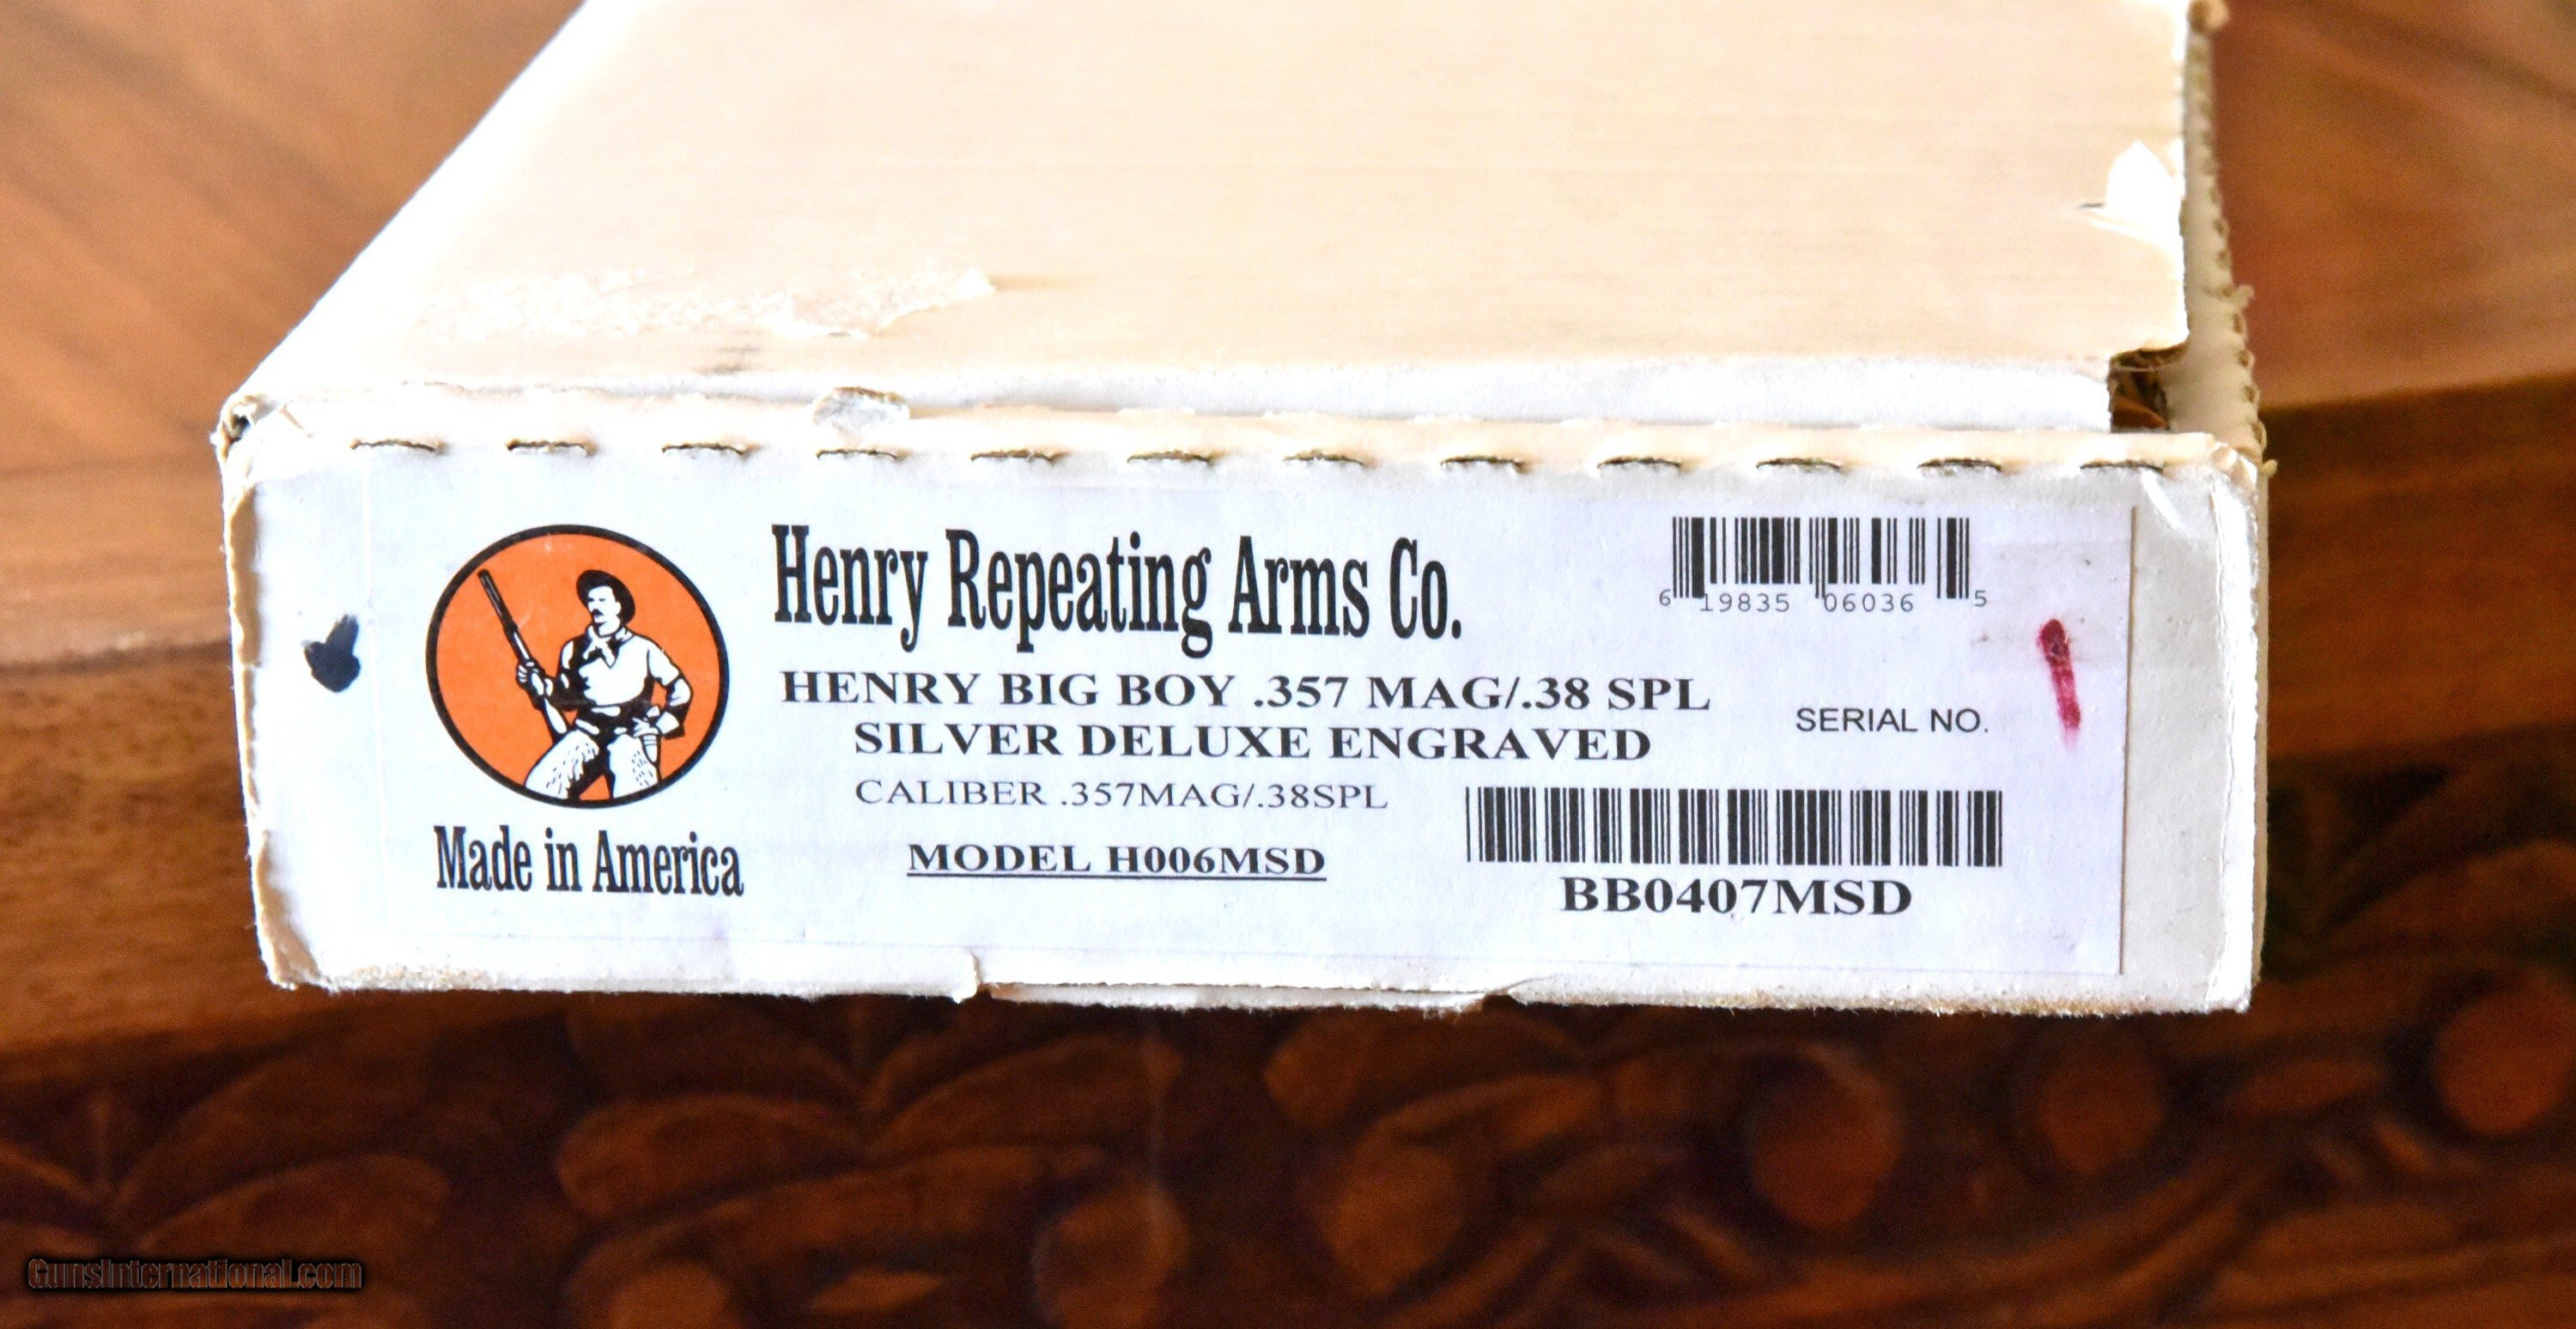 Henry Repeating Arms Co.
6 19835 06036 5
HENRY BIG BOY .357 MAG/.38 SPL
SILVER DELUXE ENGRAVED
SERIAL NO.
CALIBER .357MAG/.38SPL
MODEL H006MSD
BB0407MSD
Made in America
GunsInternational.com